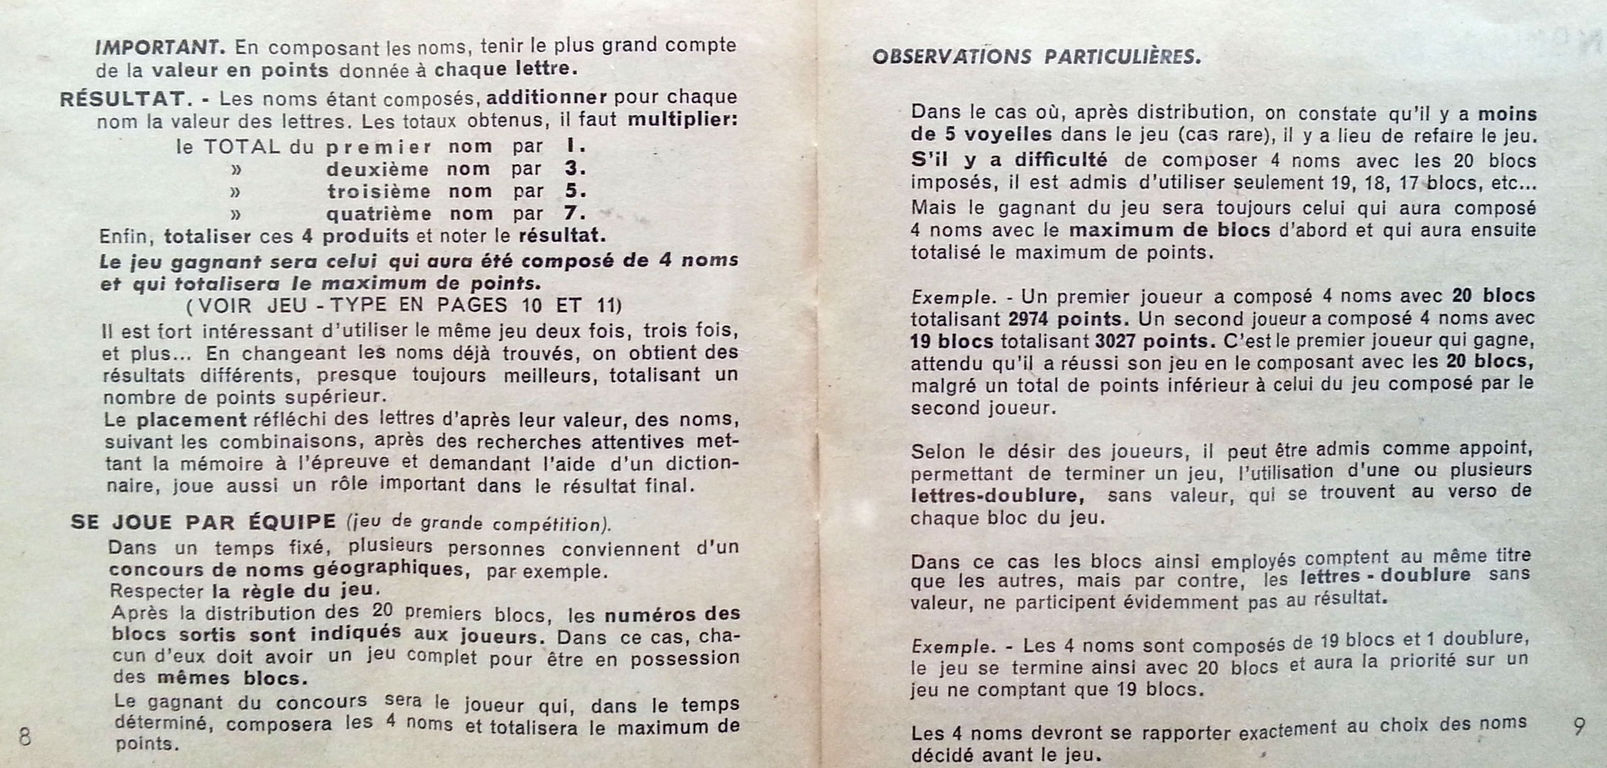 IMPORTANT. En composant les noms, tenir le plus grand compte
de la valeur en points donnée à chaque lettre.
RÉSULTAT. - Les noms étant composés, additionner pour chaque
nom la valeur des lettres. Les totaux obtenus, il faut multiplier:
le TOTAL du premier nom par 1.
» deuxième nom par 3.
» troisième nom par 5.
» quatrième nom par 7.
Enfin, totaliser ces 4 produits et noter le résultat.
Le jeu gagnant sera celui qui aura été composé de 4 noms
et qui totalisera le maximum de points.
(VOIR JEU - TYPE EN PAGES 10 ET 11)
Il est fort intéressant d'utiliser le même jeu deux fois, trois fois,
et plus... En changeant les noms déjà trouvés, on obtient des
résultats différents, presque toujours meilleurs, totalisant un
nombre de points supérieur.
Le placement réfléchi des lettres d'après leur valeur, des noms,
suivant les combinaisons, après des recherches attentives met-
tant la mémoire à l'épreuve et demandant l'aide d'un diction-
naire, joue aussi un rôle important dans le résultat final.
SE JOUE PAR ÉQUIPE (jeu de grande compétition).
Dans un temps fixé, plusieurs personnes conviennent d'un
concours de noms géographiques, par exemple.
Respecter la règle du jeu.
Après la distribution des 20 premiers blocs, les numéros des
blocs sortis sont indiqués aux joueurs. Dans ce cas, cha-
cun d'eux doit avoir un jeu complet pour être en possession
des mêmes blocs.
Le gagnant du concours sera le joueur qui, dans le temps
déterminé, composera les 4 noms et totalisera le maximum de
points.
8
OBSERVATIONS PARTICULIÈRES.
Dans le cas où, après distribution, on constate qu'il y a moins
de 5 voyelles dans le jeu (cas rare), il y a lieu de refaire le jeu.
S'il y a difficulté de composer 4 noms avec les 20 blocs
imposés, il est admis d'utiliser seulement 19, 18, 17 blocs, etc...
Mais le gagnant du jeu sera toujours celui qui aura composé
4 noms avec le maximum de blocs d'abord et qui aura ensuite
totalisé le maximum de points.
Exemple. - Un premier joueur a composé 4 noms avec 20 blocs
totalisant 2974 points. Un second joueur a composé 4 noms avec
19 blocs totalisant 3027 points. C'est le premier joueur qui gagne,
attendu qu'il a réussi son jeu en le composant avec les 20 blocs,
malgré un total de points inférieur à celui du jeu composé par le
second joueur.
Selon le désir des joueurs, il peut être admis comme appoint,
permettant de terminer un jeu, l'utilisation d'une ou plusieurs
lettres-doublure, sans valeur, qui se trouvent au verso de
chaque bloc du jeu.
Dans ce cas les blocs ainsi employés comptent au même titre
que les autres, mais par contre, les lettres - doublure sans
valeur, ne participent évidemment pas au résultat.
Exemple. - Les 4 noms sont composés de 19 blocs et 1 doublure,
le jeu se termine ainsi avec 20 blocs et aura la priorité sur un
jeu ne comptant que 19 blocs.
Les 4 noms devront se rapporter exactement au choix des noms
décidé avant le jeu.
9